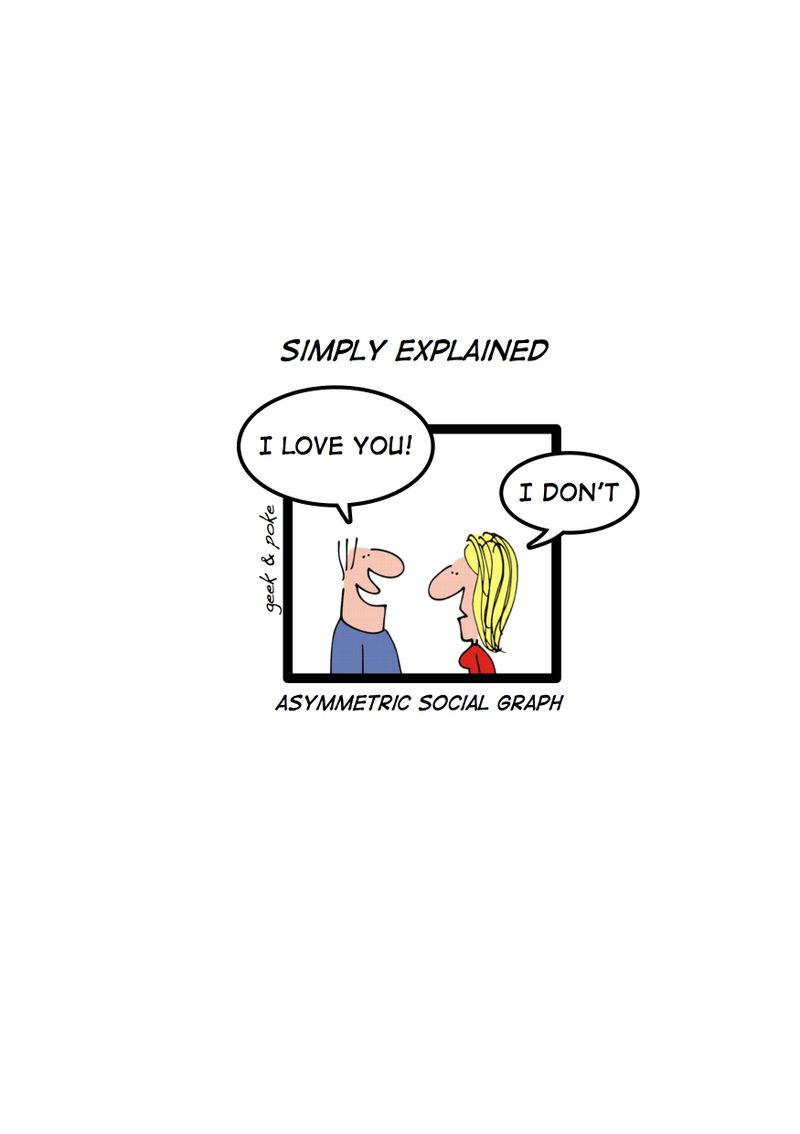 SIMPLY EXPLAINED
I LOVE YOU!
I DON'T
geek & poke
ASYMMETRIC SOCIAL GRAPH